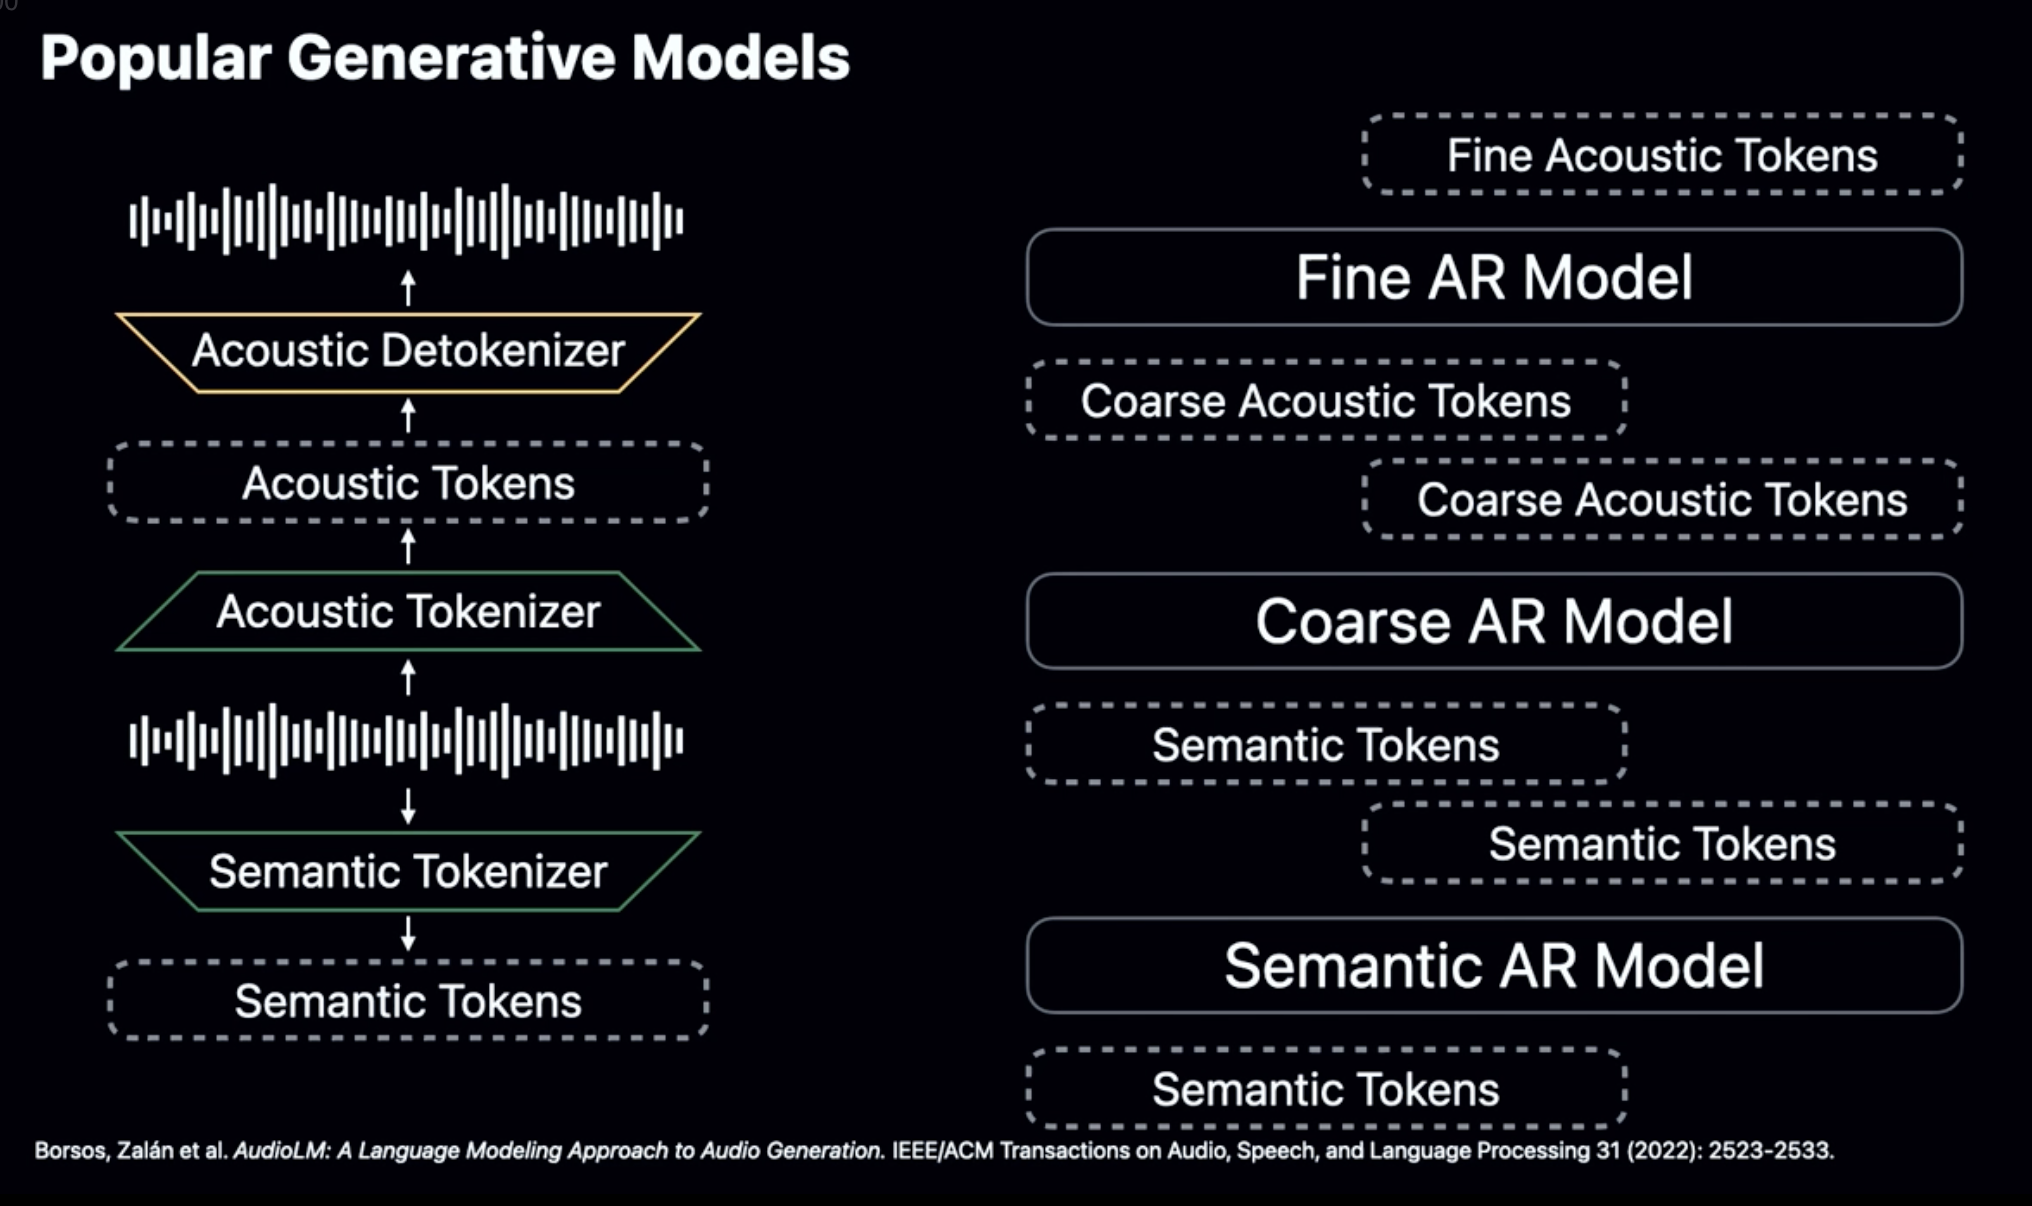 Popular Generative Models
Acoustic Detokenizer
Acoustic Tokens
Acoustic Tokenizer
Semantic Tokenizer
Semantic Tokens
Fine Acoustic Tokens
Fine AR Model
Coarse Acoustic Tokens
Coarse Acoustic Tokens
Coarse AR Model
Semantic Tokens
Semantic Tokens
Semantic AR Model
Semantic Tokens
Borsos, Zalán et al. AudioLM: A Language Modeling Approach to Audio Generation. IEEE/ACM Transactions on Audio, Speech, and Language Processing 31 (2022): 2523-2533.